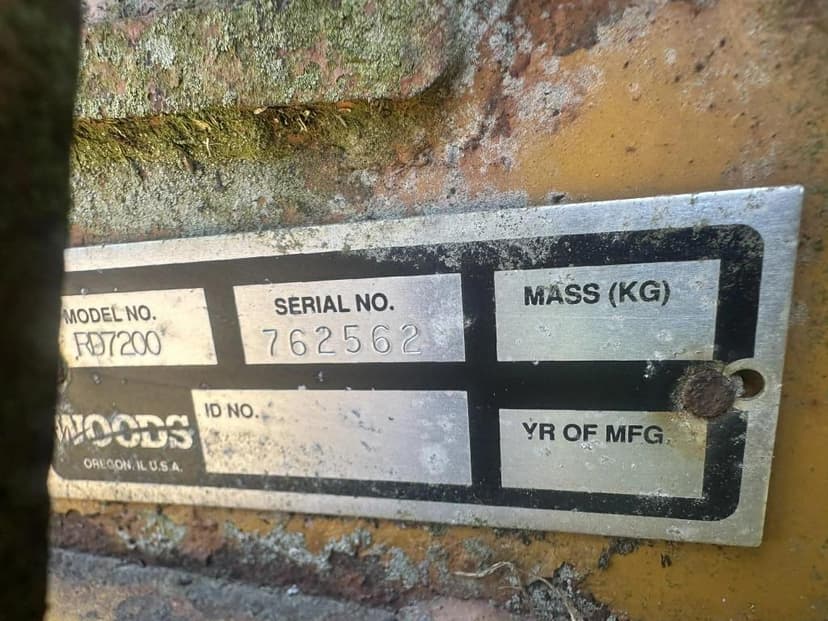 MODEL NO.
RD7200
SERIAL NO.
762562
MASS (KG)
WOODS
OREGON, IL U.S.A.
ID NO.
YR OF MFG